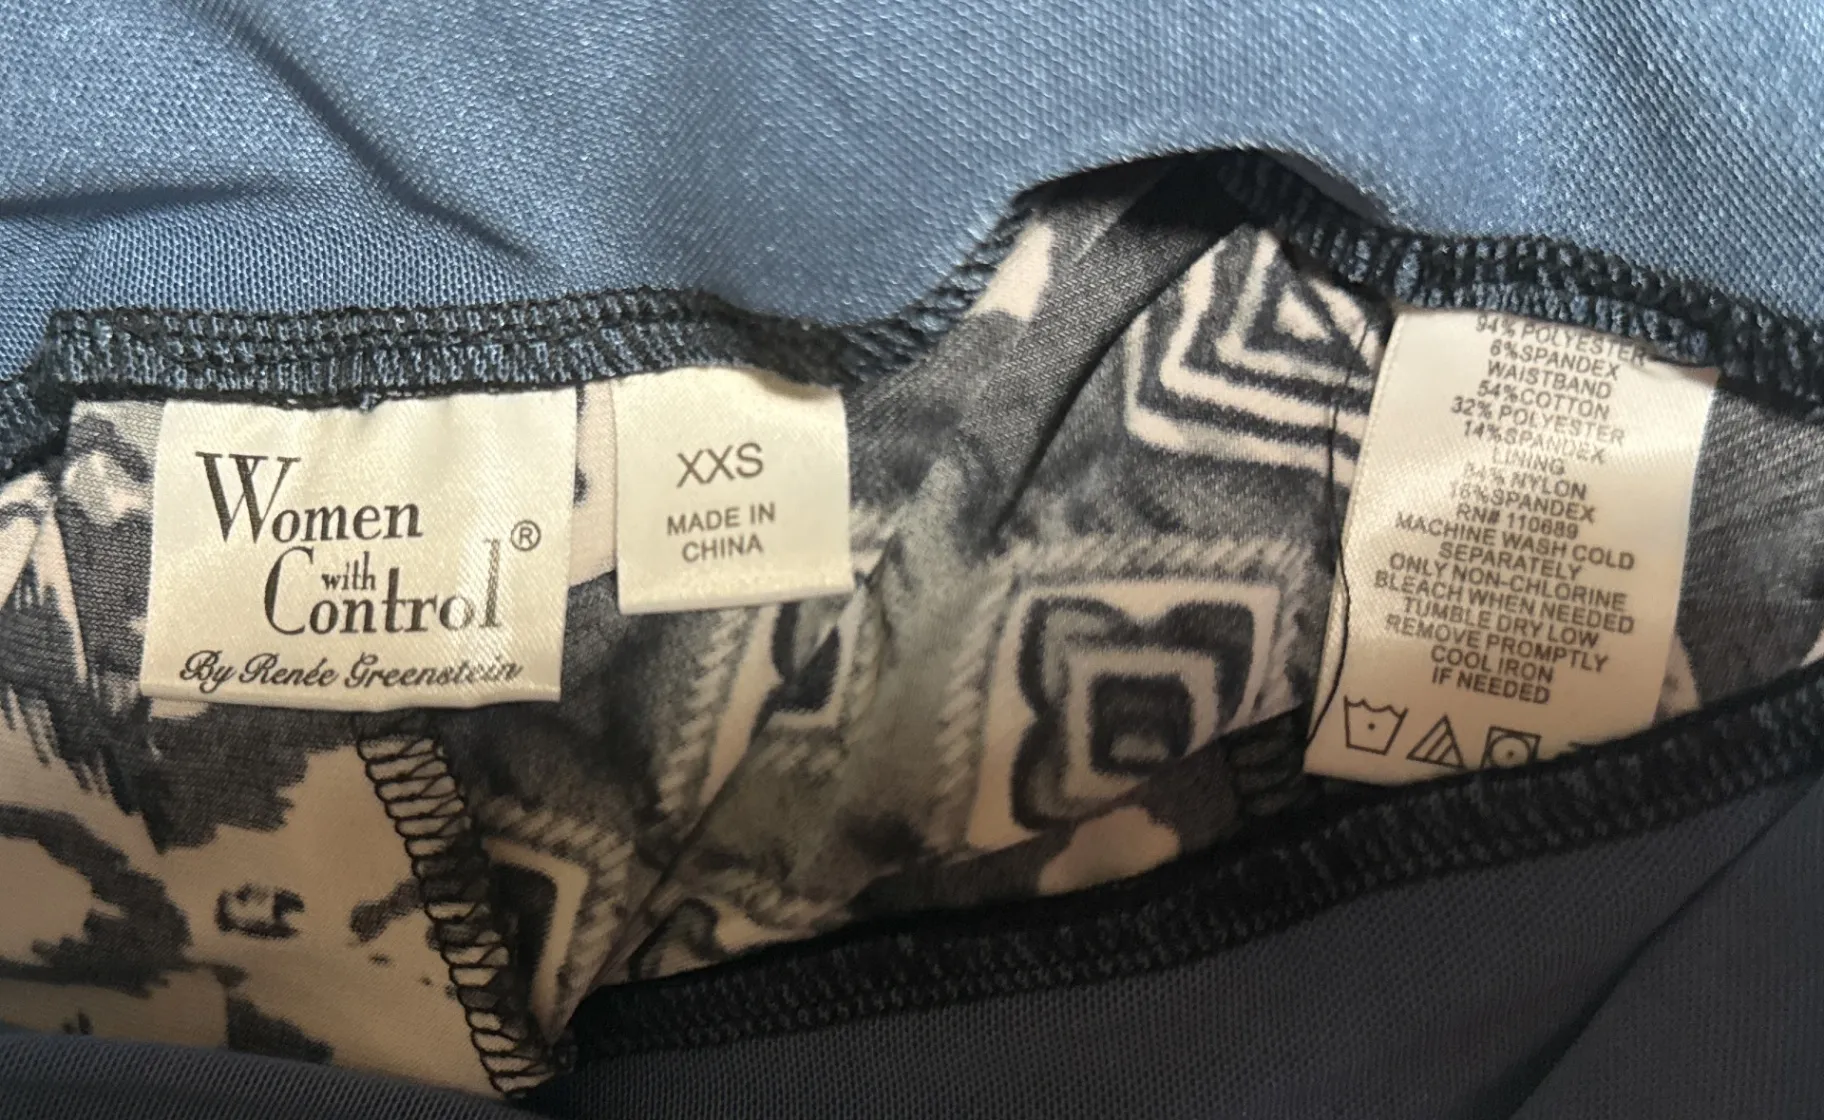 Women
with
Control®
By Renée Greenstein
XXS
MADE IN
CHINA
94% POLYESTER
6%SPANDEX
WAISTBAND
54%COTTON
32% POLYESTER
14%SPANDEX
LINING
84% NYLON
16%SPANDEX
RN# 110689
MACHINE WASH COLD
SEPARATELY
ONLY NON-CHLORINE
BLEACH WHEN NEEDED
TUMBLE DRY LOW
REMOVE PROMPTLY
COOL IRON
IF NEEDED